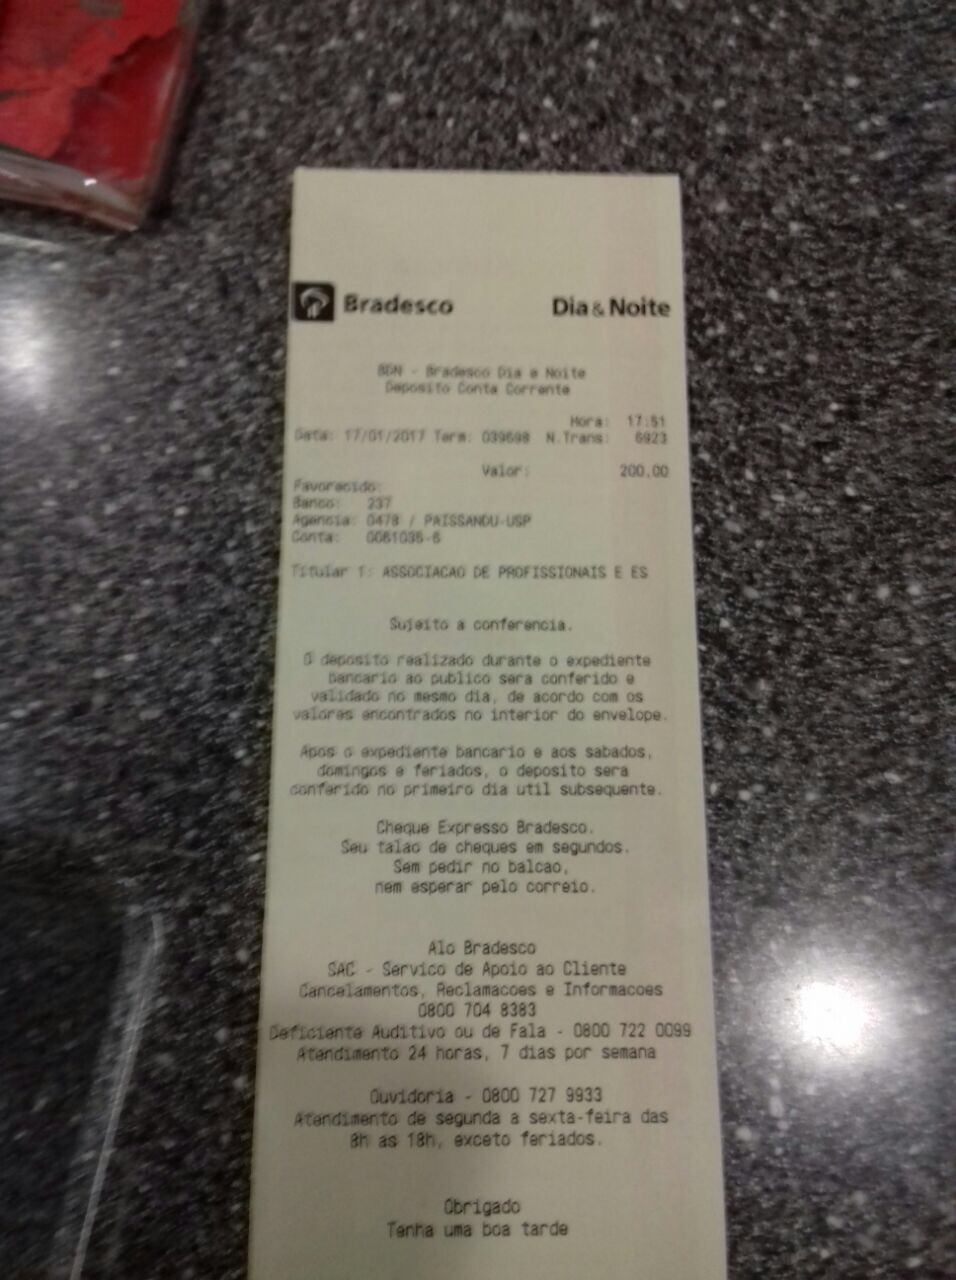 Bradesco Dia & Noite
BDN - Bradesco Dia e Noite
Deposito Conta Corrente
Hora: 17:51
Data: 17/01/2017 Term: 039698 N.Trans: 6923
Valor: 200,00
Favorecido:
Banco: 237
Agencia: 0478 / PAISSANDU-USP
Conta: 0061036-6
Titular 1: ASSOCIACAO DE PROFISSIONAIS E ES
Sujeito a conferencia.
O deposito realizado durante o expediente
bancario ao publico sera conferido e
validado no mesmo dia, de acordo com os
valores encontrados no interior do envelope.
Apos o expediente bancario e aos sabados,
domingos e feriados, o deposito sera
conferido no primeiro dia util subsequente.
Cheque Expresso Bradesco.
Seu talao de cheques em segundos.
Sem pedir no balcao,
nem esperar pelo correio.
Alo Bradesco
SAC - Servico de Apoio ao Cliente
Cancelamentos, Reclamacoes e Informacoes
0800 704 8383
Deficiente Auditivo ou de Fala - 0800 722 0099
Atendimento 24 horas, 7 dias por semana
Ouvidoria - 0800 727 9933
Atendimento de segunda a sexta-feira das
8h as 18h, exceto feriados.
Obrigado
Tenha uma boa tarde